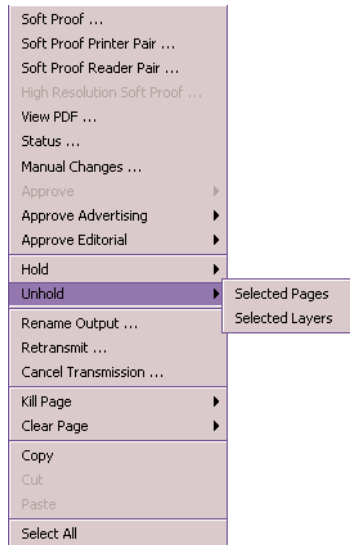 Soft Proof ...
Soft Proof Printer Pair ...
Soft Proof Reader Pair ...
High Resolution Soft Proof ...
View PDF ...
Status ...
Manual Changes ...
Approve
Approve Advertising
Approve Editorial
Hold
Unhold
Selected Pages
Selected Layers
Rename Output ...
Retransmit ...
Cancel Transmission ...
Kill Page
Clear Page
Copy
Cut
Paste
Select All